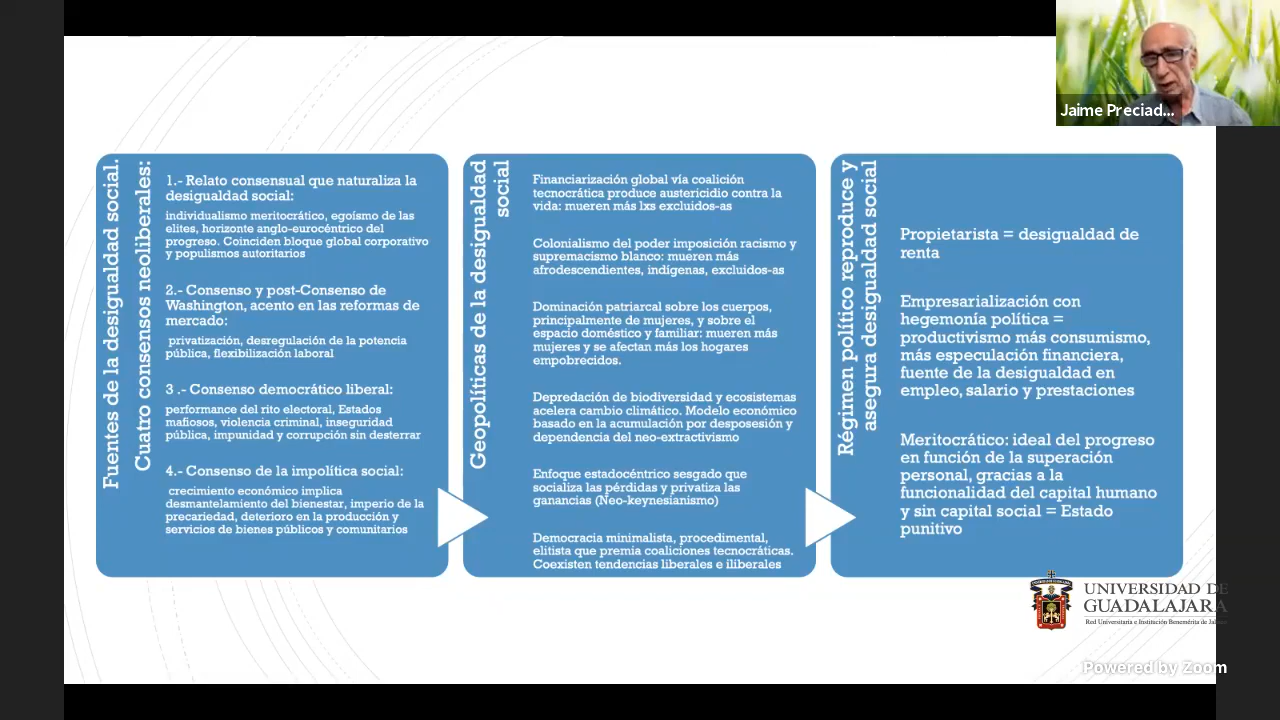 Jaime Preciad...
Fuentes de la desigualdad social.
Cuatro consensos neoliberales:
1.- Relato consensual que naturaliza la
desigualdad social:
individualismo meritocrático, egoísmo de las
elites, horizonte anglo-eurocéntrico del
progreso. Coinciden bloque global corporativo
y populismos autoritarios
2.- Consenso y post-Consenso de
Washington, acento en las reformas de
mercado:
privatización, desregulación de la potencia
pública, flexibilización laboral
3 .- Consenso democrático liberal:
performance del rito electoral, Estados
mafiosos, violencia criminal, inseguridad
pública, impunidad y corrupción sin desterrar
4.- Consenso de la impolítica social:
crecimiento económico implica
desmantelamiento del bienestar, imperio de la
precariedad, deterioro en la producción y
servicios de bienes públicos y comunitarios
Geopolíticas de la desigualdad
social
Financiarización global vía coalición
tecnocrática produce austericidio contra la
vida: mueren más lxs excluidos-as
Colonialismo del poder imposición racismo y
supremacismo blanco: mueren más
afrodescendientes, indígenas, excluidos-as
Dominación patriarcal sobre los cuerpos,
principalmente de mujeres, y sobre el
espacio doméstico y familiar: mueren más
mujeres y se afectan más los hogares
empobrecidos.
Depredación de biodiversidad y ecosistemas
acelera cambio climático. Modelo económico
basado en la acumulación por desposesión y
dependencia del neo-extractivismo
Enfoque estadocéntrico sesgado que
socializa las pérdidas y privatiza las
ganancias (Neo-keynesianismo)
Democracia minimalista, procedimental,
elitista que premia coaliciones tecnocráticas.
Coexisten tendencias liberales e iliberales
Régimen político reproduce y
asegura desigualdad social
Propietarista = desigualdad de
renta
Empresarialización con
hegemonía política =
productivismo más consumismo,
más especulación financiera,
fuente de la desigualdad en
empleo, salario y prestaciones
Meritocrático: ideal del progreso
en función de la superación
personal, gracias a la
funcionalidad del capital humano
y sin capital social = Estado
punitivo
UNIVERSIDAD DE
GUADALAJARA
Red Universitaria e Institución Benemérita de Jalisco
Powered by Zoom